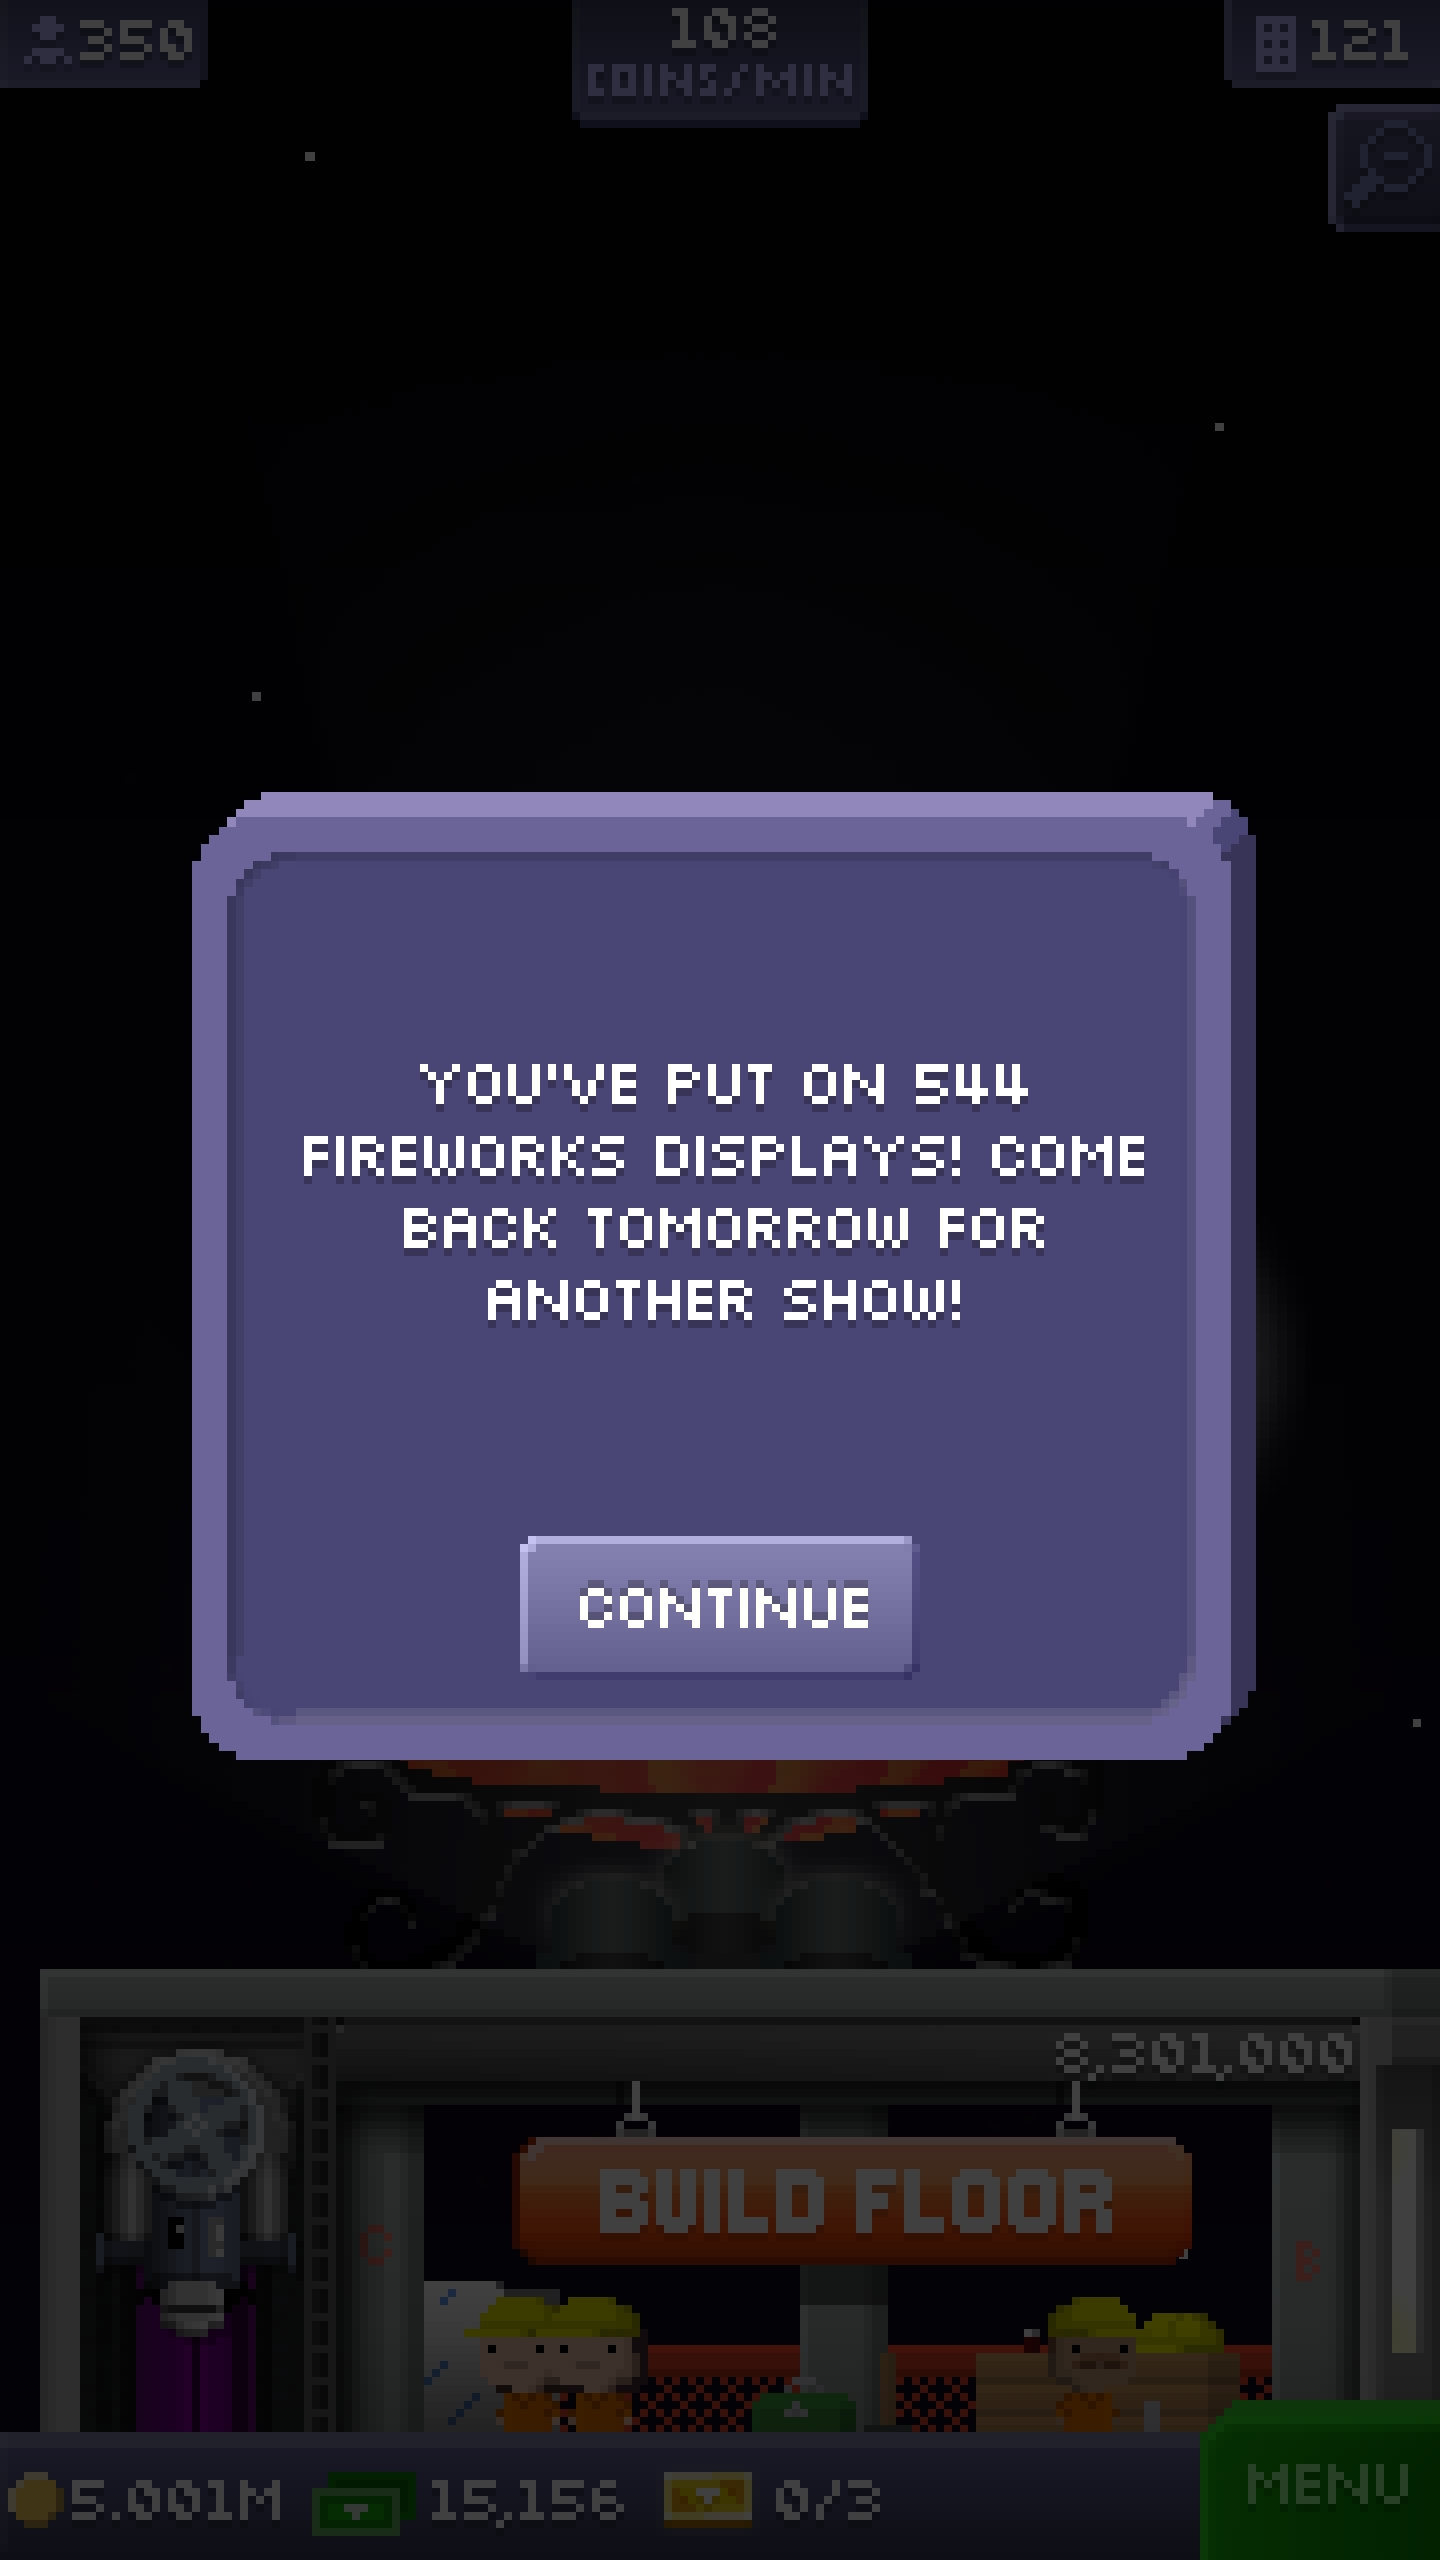 350
108
COINS/MIN
121
YOU'VE PUT ON 544
FIREWORKS DISPLAYS! COME
BACK TOMORROW FOR
ANOTHER SHOW!
CONTINUE
8,301,000
BUILD FLOOR
C
B
5.001M
15,156
0/3
MENU